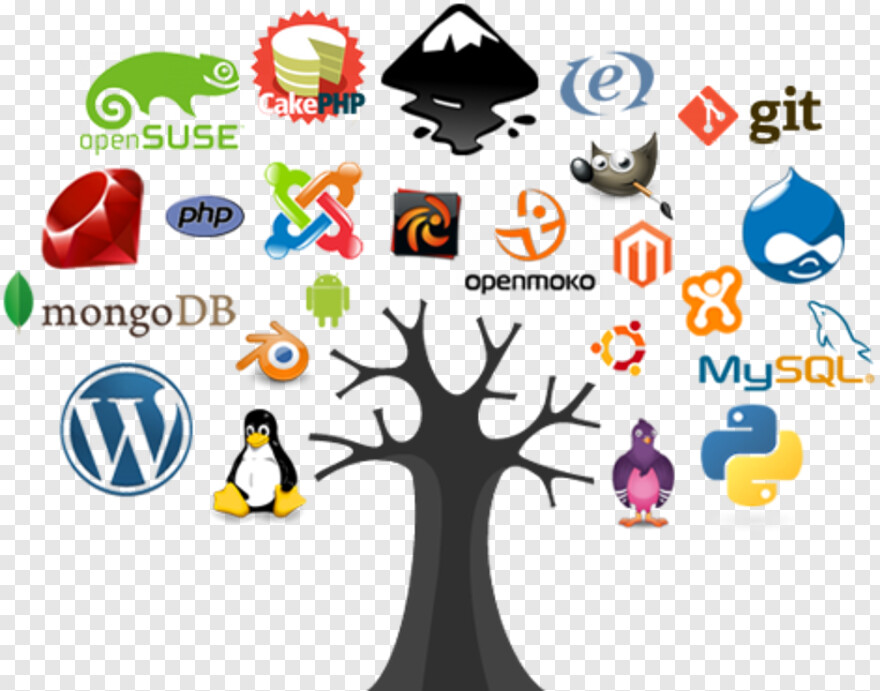 CakePHP
openSUSE
e
git
php
openmoko
mongoDB
MySQL
W